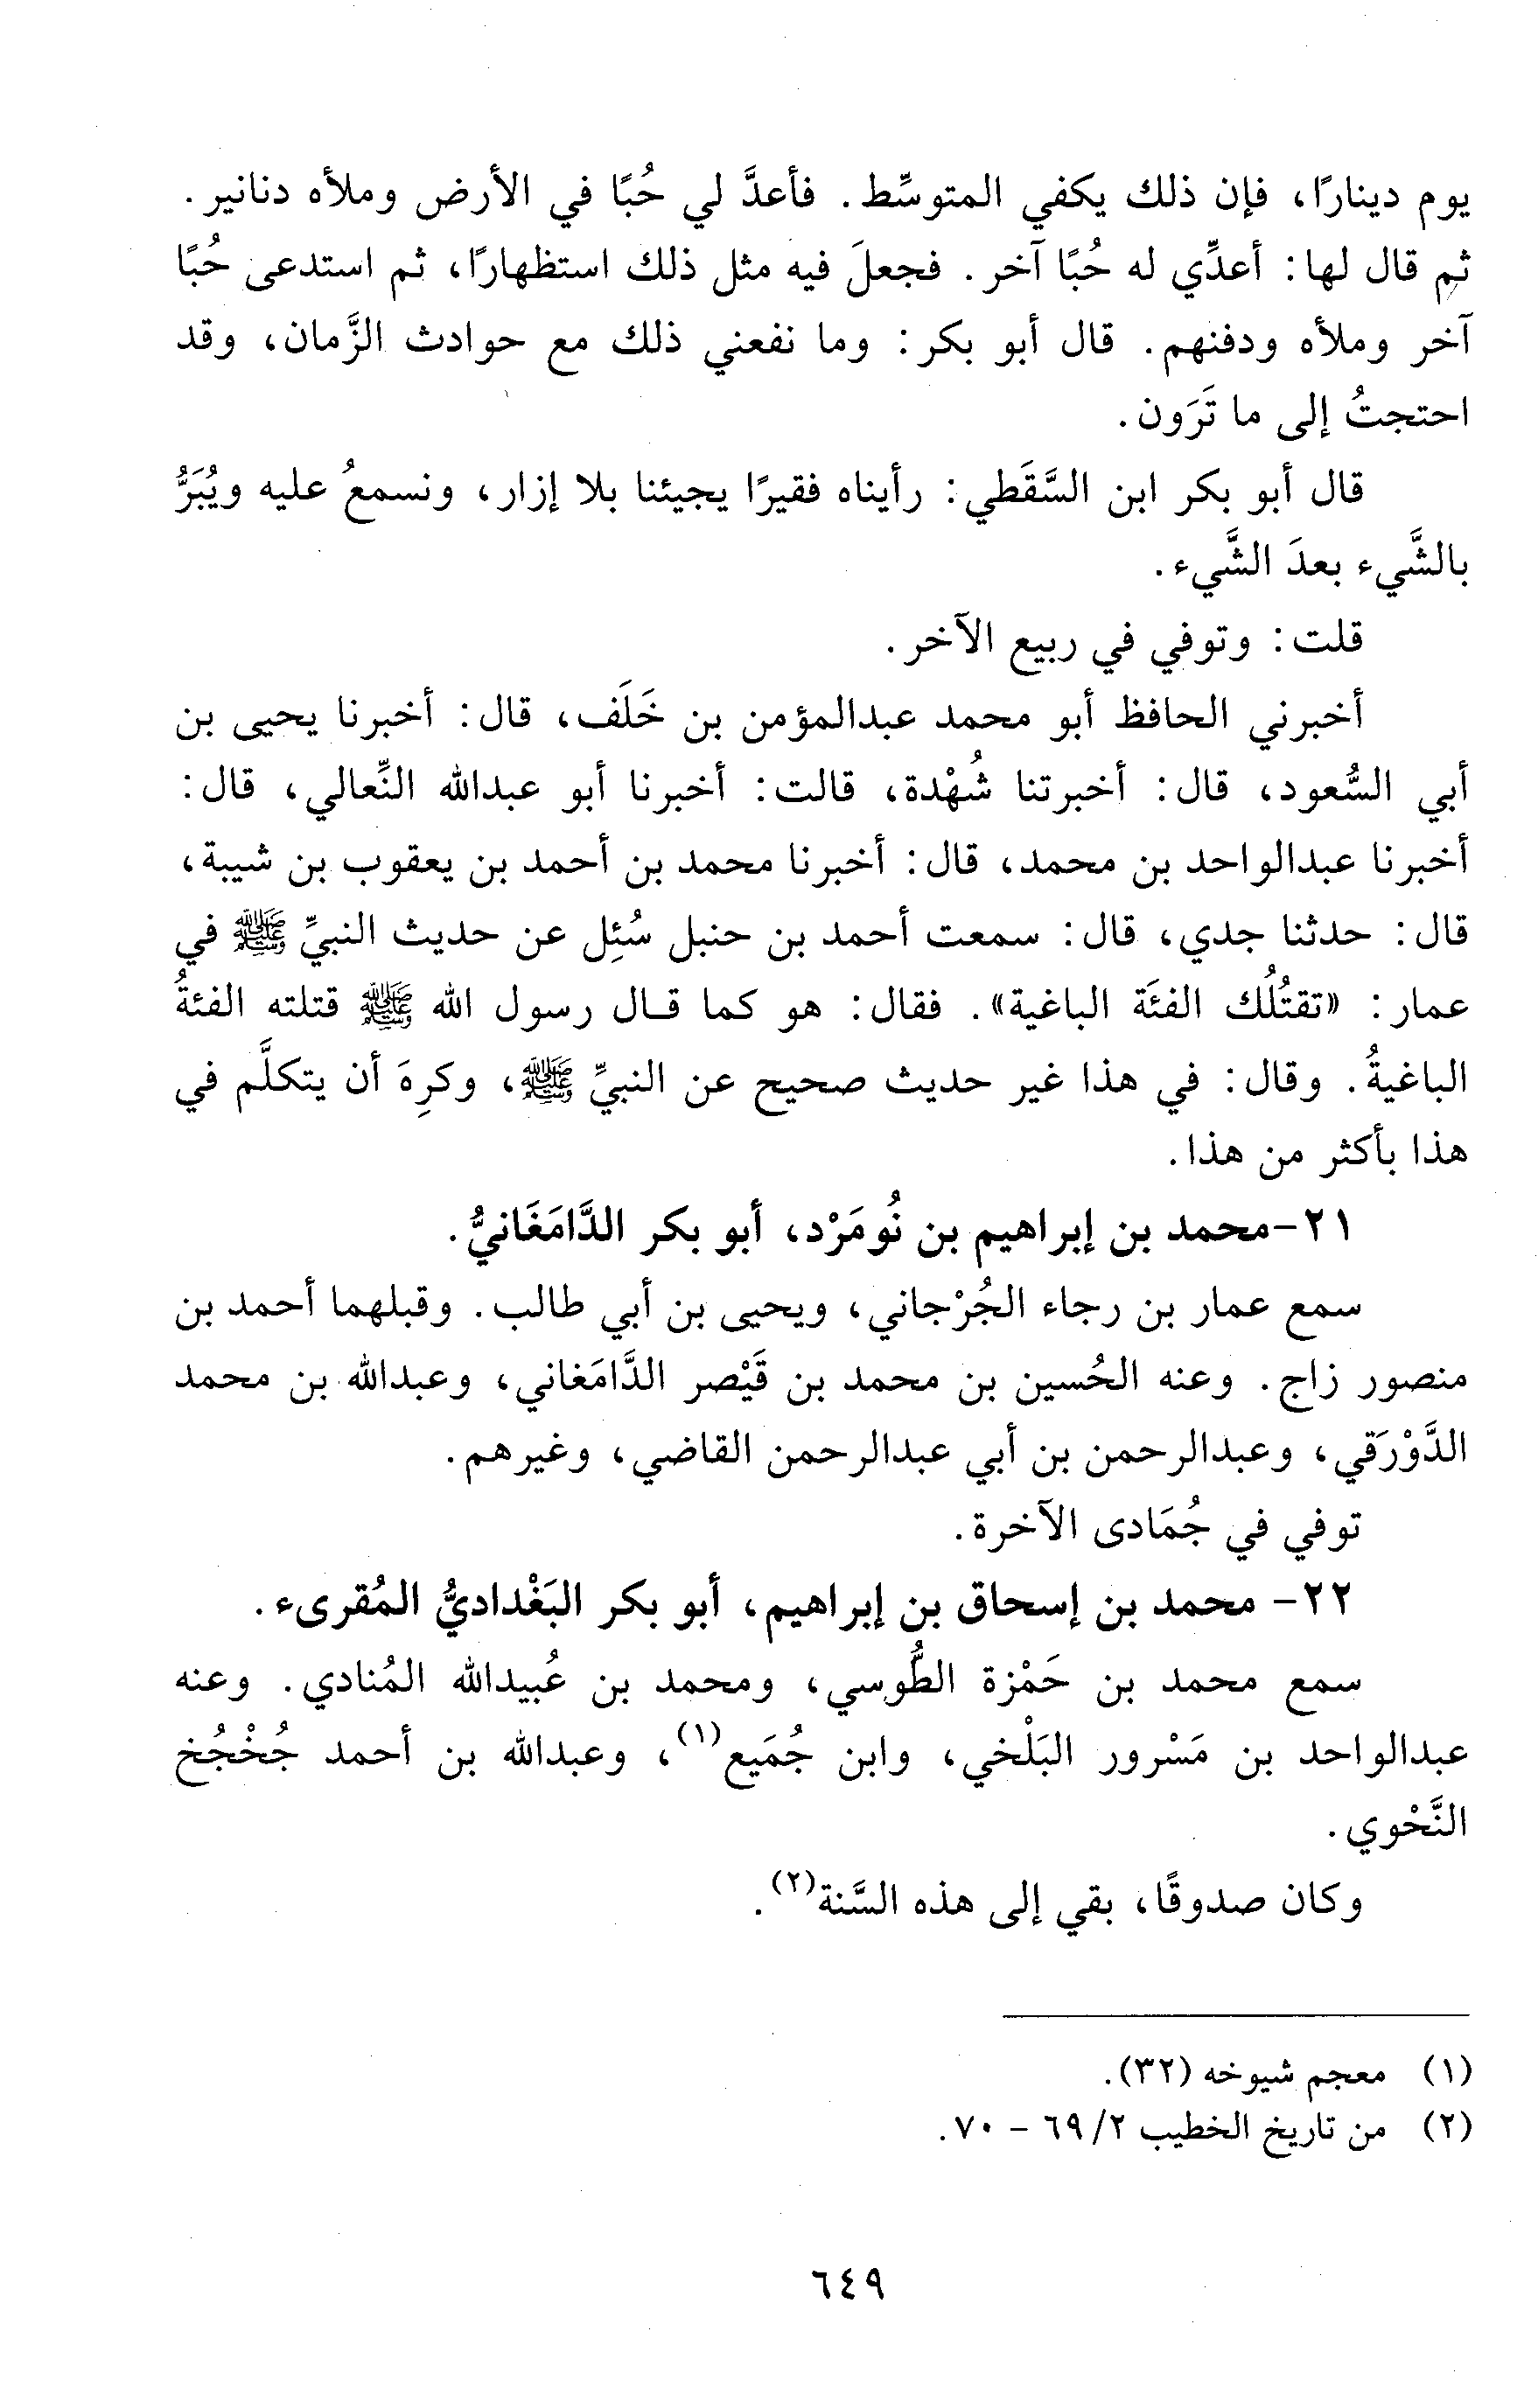 يوم دينارًا، فإن ذلك يكفي المتوسِّط. فأعدَّ لي حُبًا في الأرض وملأه دنانير.
ثم قال لها: أعدِّي له حُبًا آخر. فجعلَ فيه مثل ذلك استظهارًا، ثم استدعى حُبًا
آخر وملأه ودفنهم. قال أبو بكر: وما نفعني ذلك مع حوادث الزَّمان، وقد
احتجتُ إلى ما تَرَون.
قال أبو بكر ابن السَّقَطي: رأيناه فقيرًا يجيئنا بلا إزار، ونسمعُ عليه ويُبَرُّ
بالشَّيء بعدَ الشَّيء.
قلت: وتوفي في ربيع الآخر.
أخبرني الحافظ أبو محمد عبدالمؤمن بن خَلَف، قال: أخبرنا يحيى بن
أبي السُّعود، قال: أخبرتنا شُهْدة، قالت: أخبرنا أبو عبدالله النِّعالي، قال:
أخبرنا عبدالواحد بن محمد، قال: أخبرنا محمد بن أحمد بن يعقوب بن شيبة،
قال: حدثنا جدي، قال: سمعت أحمد بن حنبل سُئِل عن حديث النبيِّ ﷺ في
عمار: «تقتُلُك الفئَة الباغية». فقال: هو كما قال رسول الله ﷺ قتلته الفئةُ
الباغيةُ. وقال: في هذا غير حديث صحيح عن النبيِّ ﷺ، وكرِهَ أن يتكلَّم في
هذا بأكثر من هذا.
٢١-محمد بن إبراهيم بن نُومَرْد، أبو بكر الدَّامَغَانيُّ.
سمع عمار بن رجاء الجُرْجاني، ويحيى بن أبي طالب. وقبلهما أحمد بن
منصور زاج. وعنه الحُسين بن محمد بن قَيْصر الدَّامَغاني، وعبدالله بن محمد
الدَّوْرَقي، وعبدالرحمن بن أبي عبدالرحمن القاضي، وغيرهم.
توفي في جُمَادى الآخرة.
٢٢- محمد بن إسحاق بن إبراهيم، أبو بكر البَغْداديُّ المُقرىء.
سمع محمد بن حَمْزة الطُّوسي، ومحمد بن عُبيدالله المُنادي. وعنه
عبدالواحد بن مَسْرور البَلْخي، وابن جُمَيع(١)، وعبدالله بن أحمد جُخْجُخ
النَّحْوي.
وكان صدوقًا، بقي إلى هذه السَّنة(٢).
(١) معجم شيوخه (٣٢).
(٢) من تاريخ الخطيب ٢/ ٦٩ - ٧٠.
٦٤٩